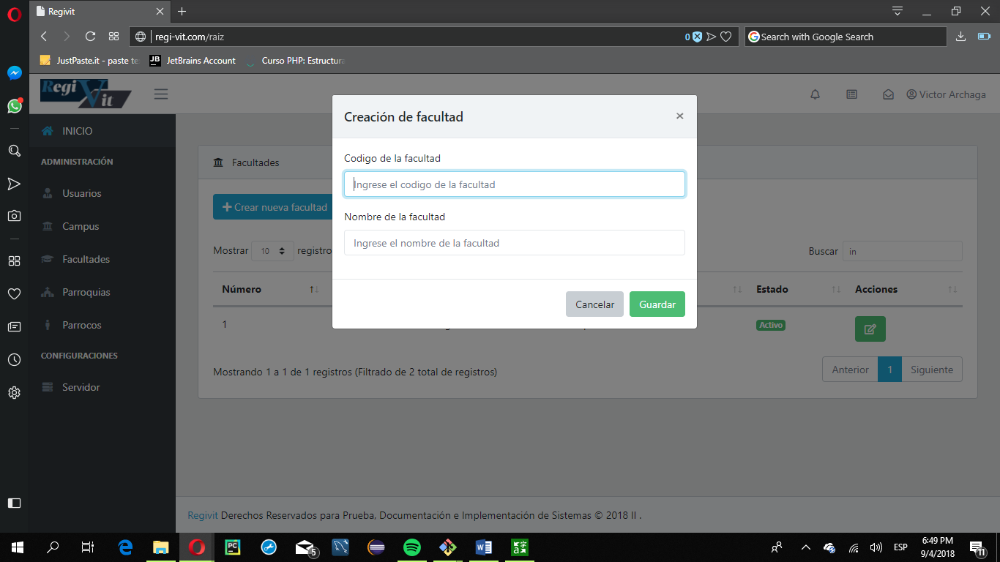 Regivit
regi-vit.com/raiz
0
Search with Google Search
JustPaste.it - paste te
JB JetBrains Account
Curso PHP: Estructura
Regi Vit
Victor Archaga
INICIO
ADMINISTRACIÓN
Usuarios
Campus
Facultades
Parroquias
Parrocos
CONFIGURACIONES
Servidor
Facultades
Crear nueva facultad
Mostrar 10 registro
Buscar in
Número
Estado
Acciones
1
Activo
Mostrando 1 a 1 de 1 registros (Filtrado de 2 total de registros)
Anterior 1 Siguiente
Creación de facultad
×
Codigo de la facultad
Ingrese el codigo de la facultad
Nombre de la facultad
Ingrese el nombre de la facultad
Cancelar
Guardar
Regivit Derechos Reservados para Prueba, Documentación e Implementación de Sistemas © 2018 II .
PC
5
ESP
6:49 PM
9/4/2018
11